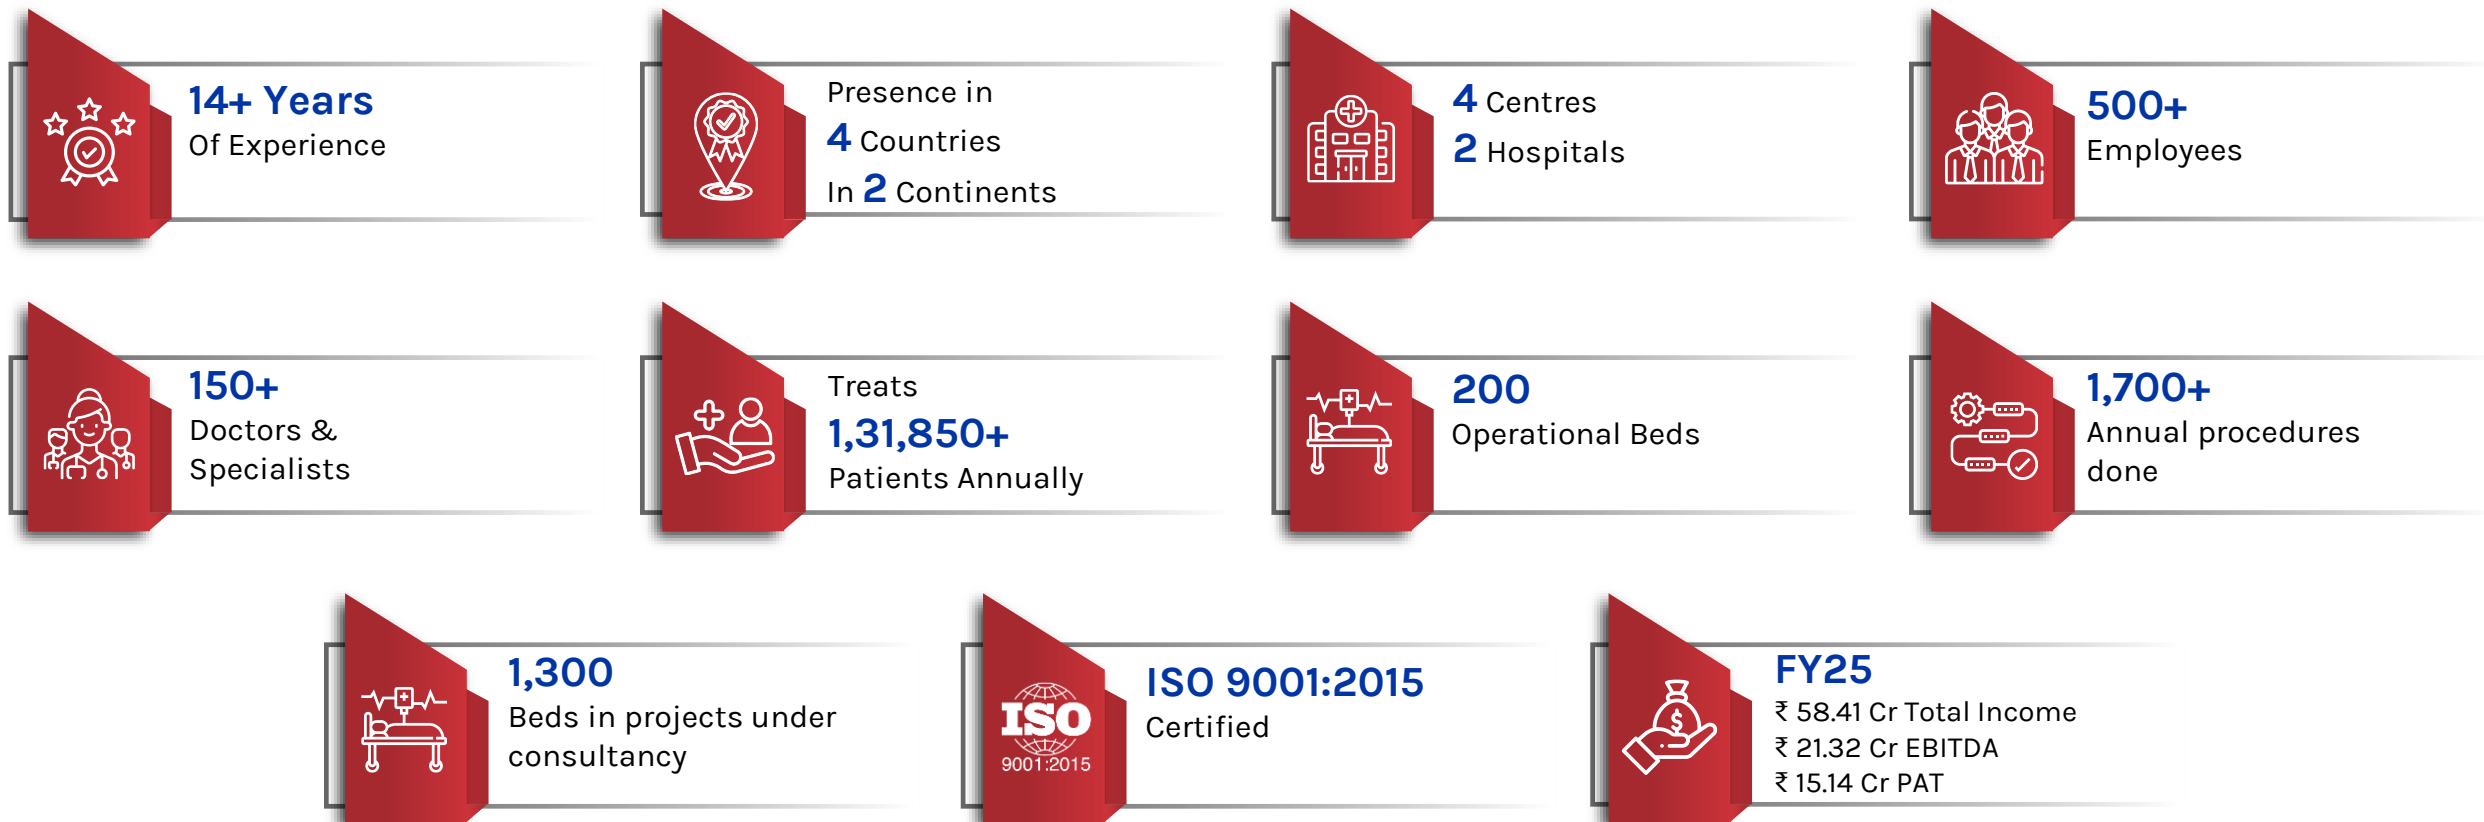 14+ Years
Of Experience
Presence in
4 Countries
In 2 Continents
4 Centres
2 Hospitals
500+
Employees
150+
Doctors &
Specialists
Treats
1,31,850+
Patients Annually
200
Operational Beds
1,700+
Annual procedures
done
1,300
Beds in projects under
consultancy
ISO
9001:2015
ISO 9001:2015
Certified
$
FY25
₹ 58.41 Cr Total Income
₹ 21.32 Cr EBITDA
₹ 15.14 Cr PAT